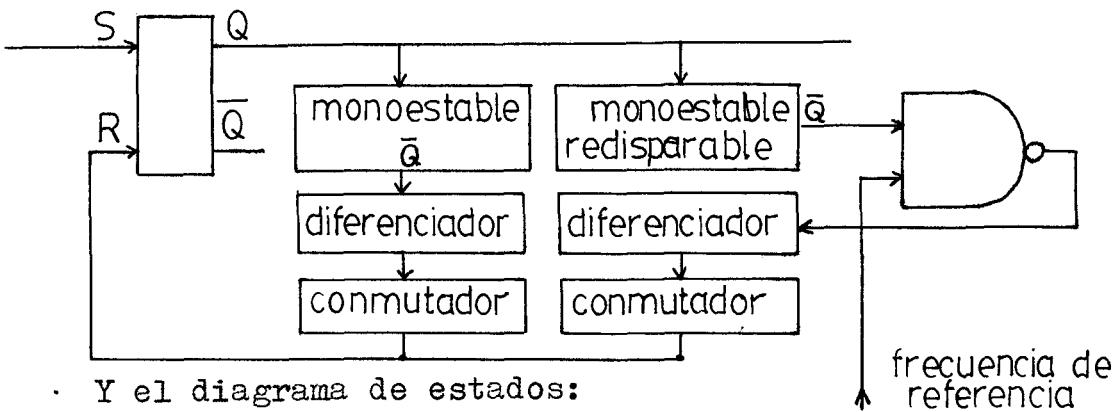 S
Q
R
Q̅
monoestable
Q̅
monoestable
redisparable
Q̅
diferenciador
diferenciador
conmutador
conmutador
frecuencia de
referencia
. Y el diagrama de estados: